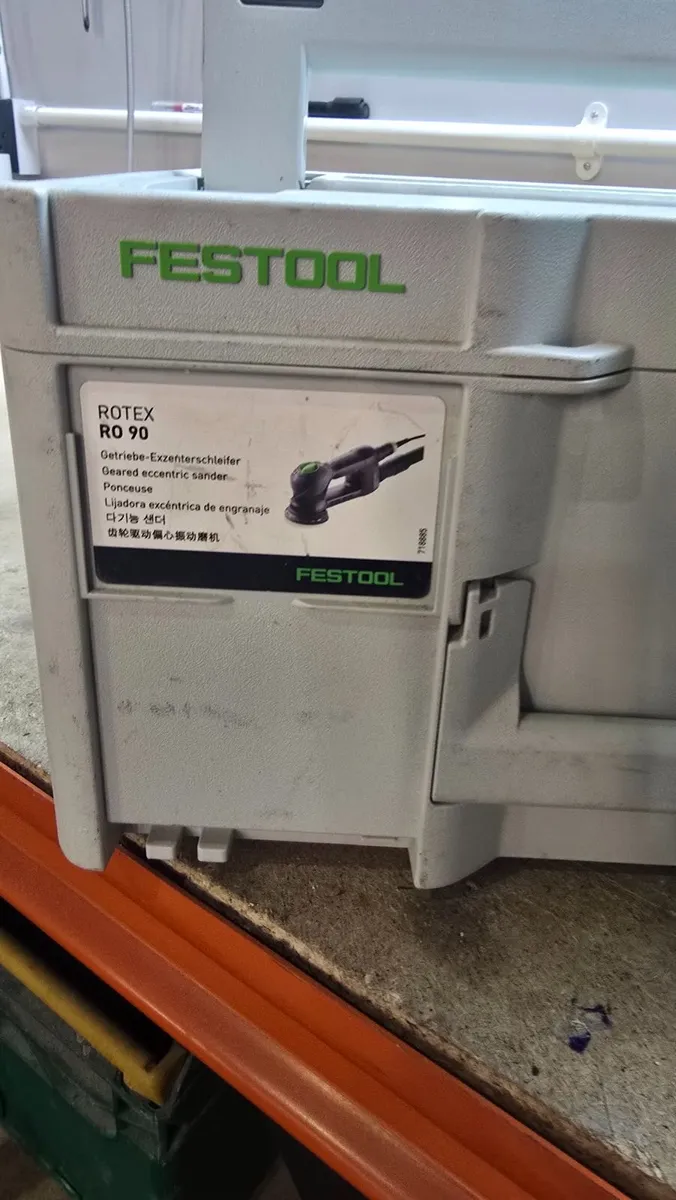 FESTOOL
ROTEX
RO 90
Getriebe-Exzenterschleifer
Geared eccentric sander
Ponceuse
Lijadora excéntrica de engranaje
다기능 샌더
齿轮驱动偏心振动磨机
718885
FESTOOL